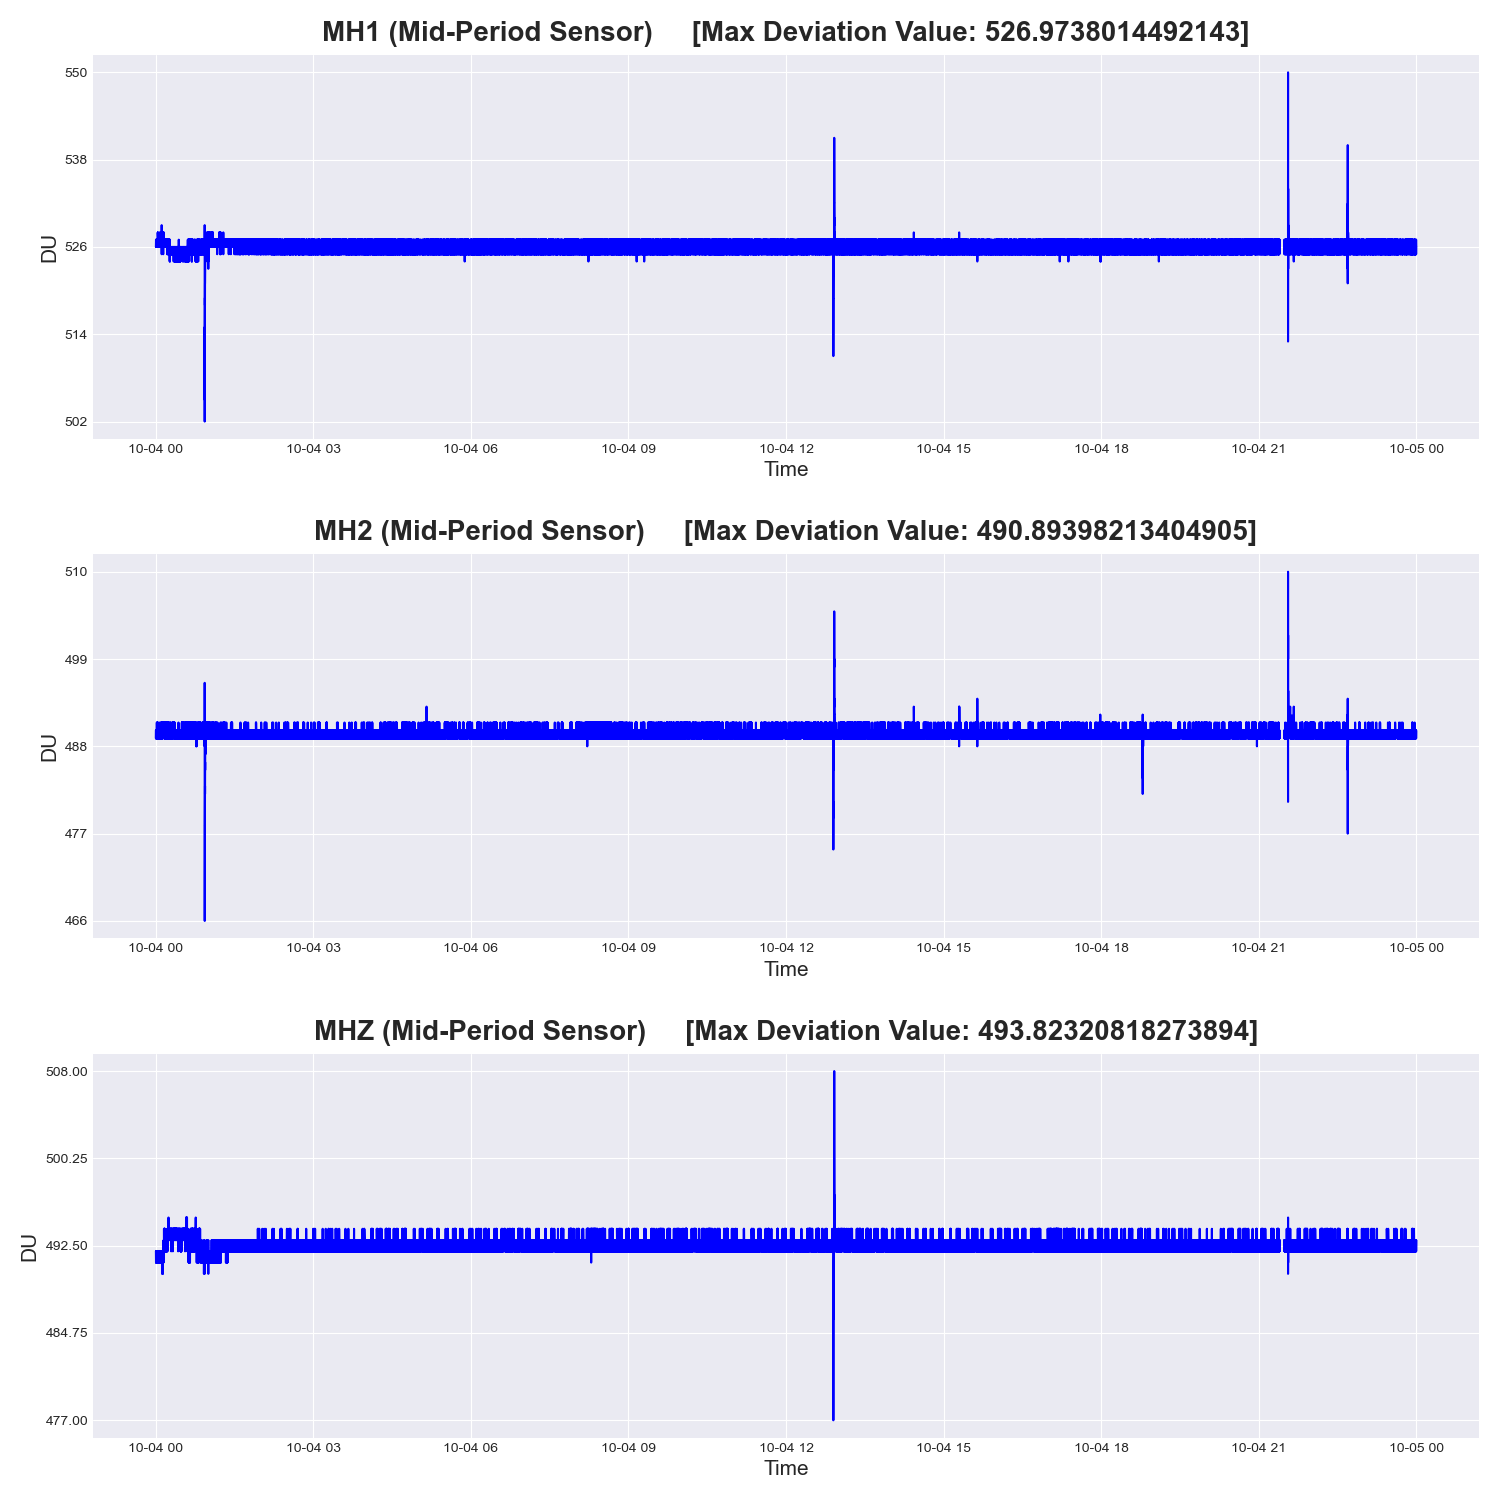 MH1 (Mid-Period Sensor) [Max Deviation Value: 526.9738014492143]
550
538
526
514
502
DU
10-04 00 10-04 03 10-04 06 10-04 09 10-04 12 10-04 15 10-04 18 10-04 21 10-05 00
Time
MH2 (Mid-Period Sensor) [Max Deviation Value: 490.89398213404905]
510
499
488
477
466
DU
10-04 00 10-04 03 10-04 06 10-04 09 10-04 12 10-04 15 10-04 18 10-04 21 10-05 00
Time
MHZ (Mid-Period Sensor) [Max Deviation Value: 493.82320818273894]
508.00
500.25
492.50
484.75
477.00
DU
10-04 00 10-04 03 10-04 06 10-04 09 10-04 12 10-04 15 10-04 18 10-04 21 10-05 00
Time